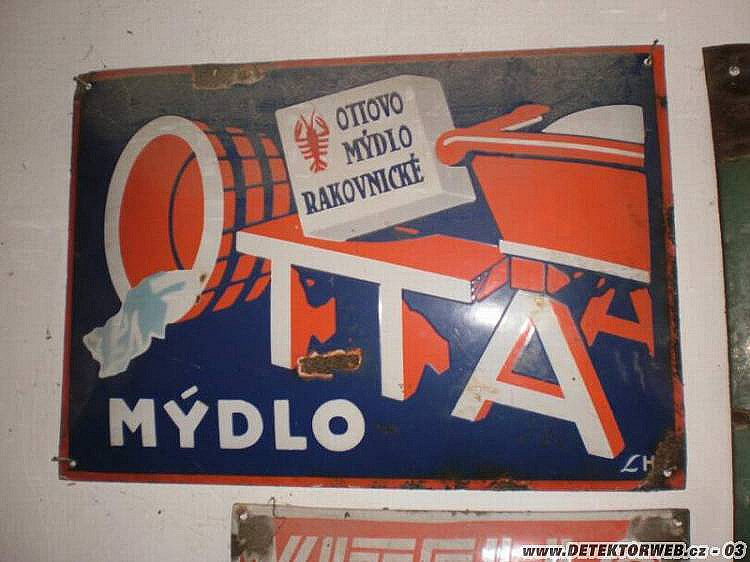 OTTOVO
MÝDLO
RAKOVNICKÉ
OTTA
MÝDLO
LH
www.DETEKTORWEB.cz - 03